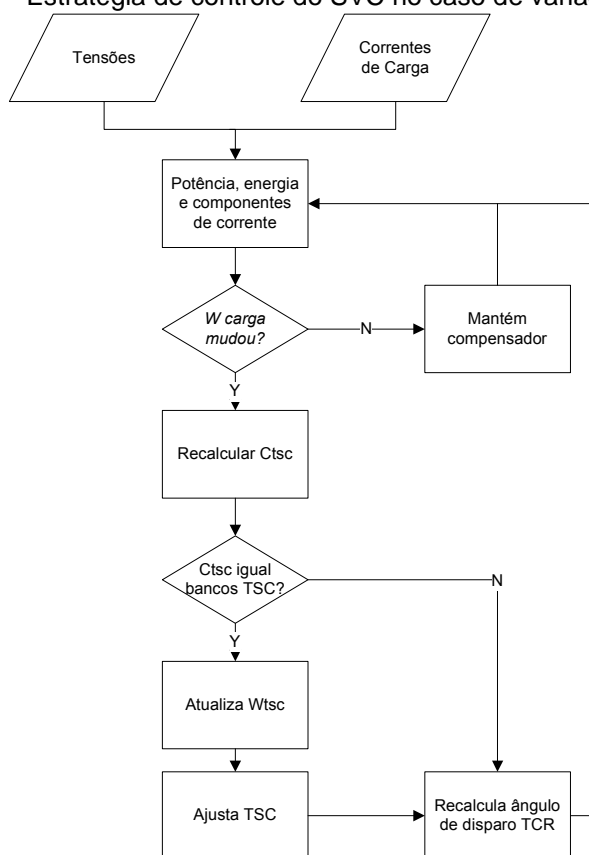 Estratégia de controle do SVC no caso de
Tensões
Correntes
de Carga
Potência, energia
e componentes
de corrente
W carga
mudou?
N
Mantém
compensador
Y
Recalcular Ctsc
Ctsc igual
bancos TSC?
N
Y
Atualiza Wtsc
Ajusta TSC
Recalcula ângulo
de disparo TCR